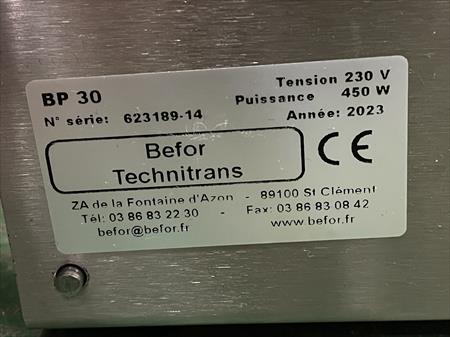 BP 30
Tension 230 V
Puissance 450 W
N° série: 623189-14
Année: 2023
Befor
Technitrans
CE
ZA de la Fontaine d'Azon - 89100 St Clément
Tél: 03 86 83 22 30 - Fax: 03 86 83 08 42
befor@befor.fr - www.befor.fr